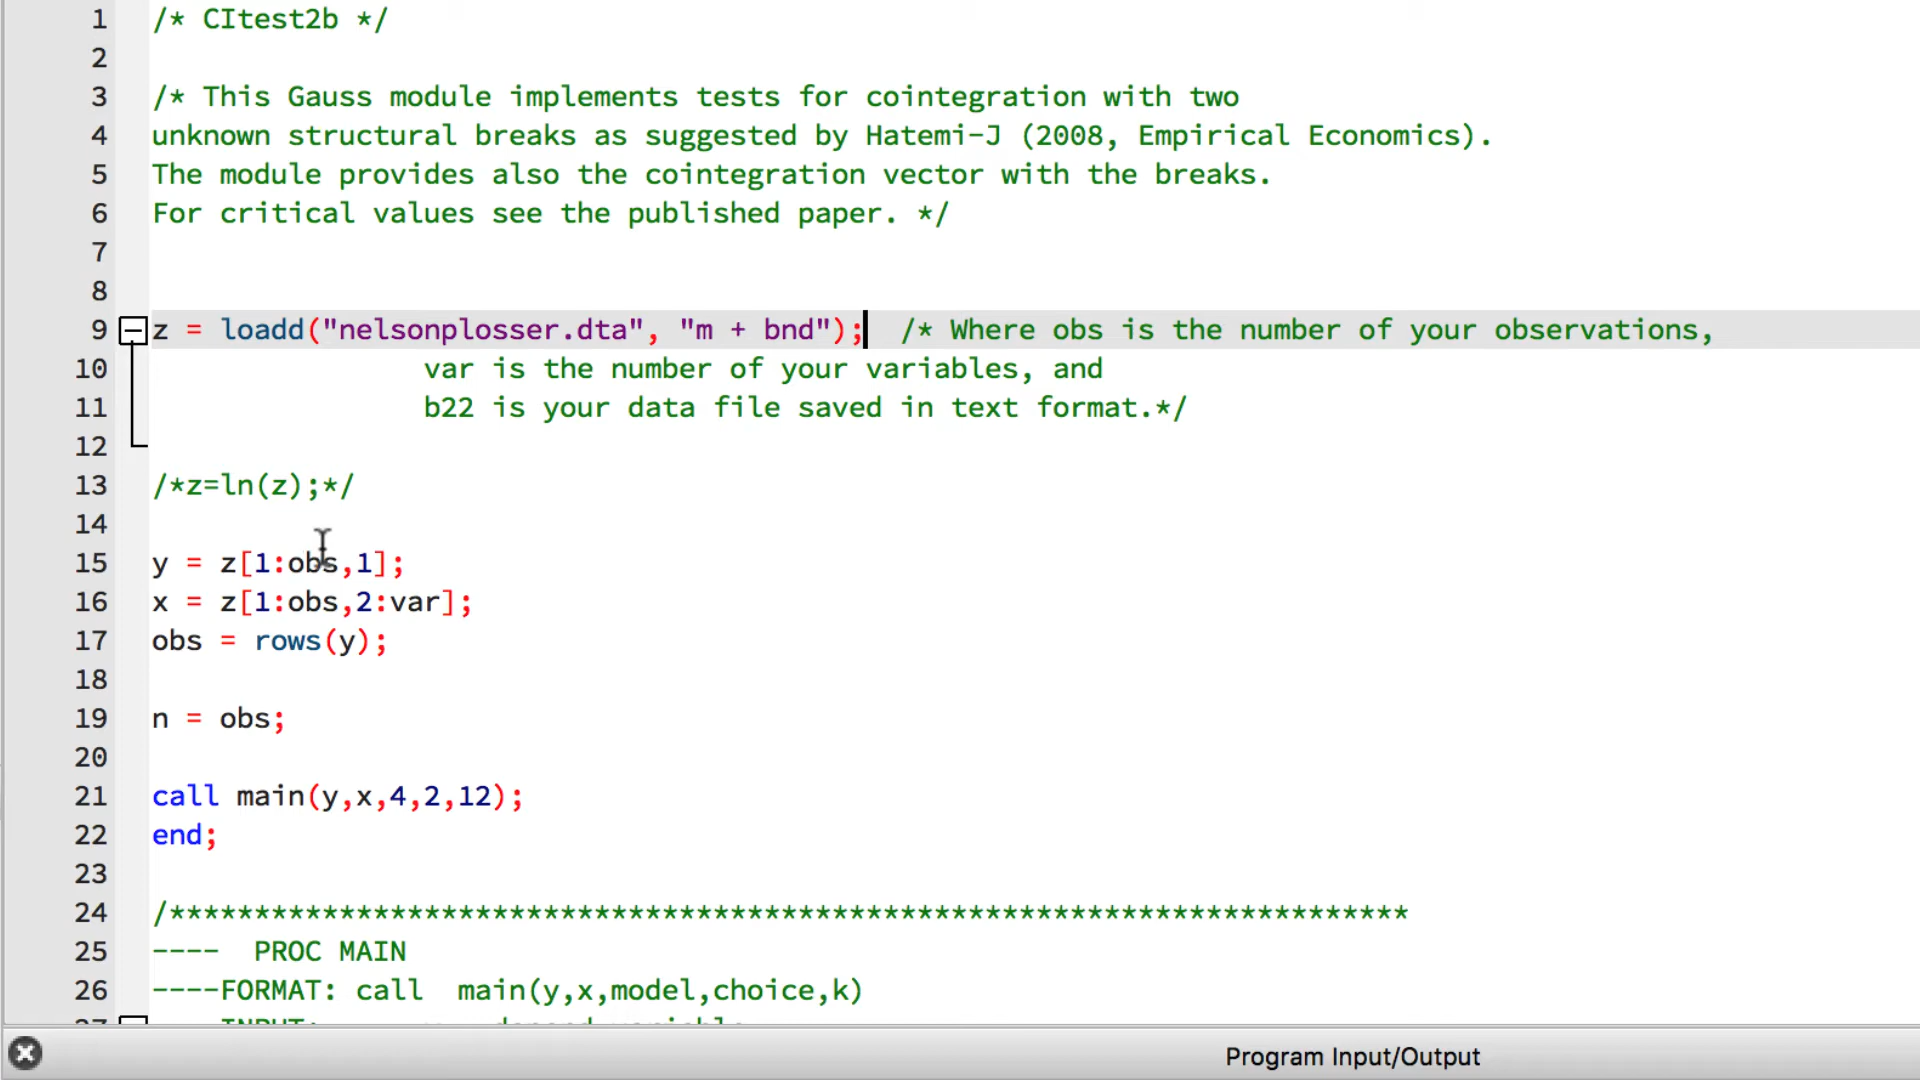 1 /* CItest2b */
2
3 /* This Gauss module implements tests for cointegration with two
4 unknown structural breaks as suggested by Hatemi-J (2008, Empirical Economics).
5 The module provides also the cointegration vector with the breaks.
6 For critical values see the published paper. */
7
8
9 z = loadd("nelsonplosser.dta", "m + bnd"); /* Where obs is the number of your observations,
10 var is the number of your variables, and
11 b22 is your data file saved in text format.*/
12
13 /*z=ln(z);*/
14
15 y = z[1:obs,1];
16 x = z[1:obs,2:var];
17 obs = rows(y);
18
19 n = obs;
20
21 call main(y,x,4,2,12);
22 end;
23
24 /*************************************************************************
25 ---- PROC MAIN
26 ----FORMAT: call main(y,x,model,choice,k)
Program Input/Output